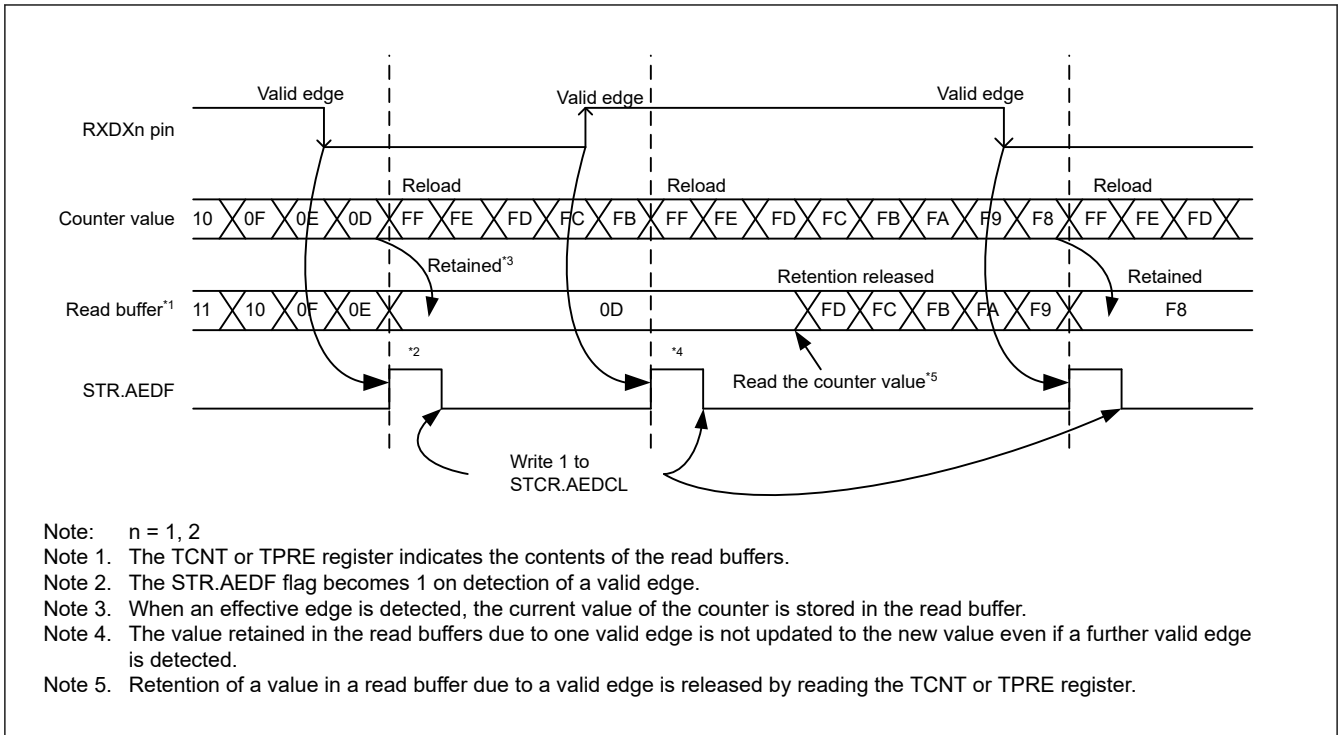 Valid edge Valid edge Valid edge
RXDXn pin
Reload Reload Reload
Counter value 10 0F 0E 0D FF FE FD FC FB FF FE FD FC FB FA F9 F8 FF FE FD
Retained*3 Retention released Retained
Read buffer*1 11 10 0F 0E 0D FD FC FB FA F9 F8
*2 *4
Read the counter value*5
STR.AEDF
Write 1 to
STCR.AEDCL
Note: n = 1, 2
Note 1. The TCNT or TPRE register indicates the contents of the read buffers.
Note 2. The STR.AEDF flag becomes 1 on detection of a valid edge.
Note 3. When an effective edge is detected, the current value of the counter is stored in the read buffer.
Note 4. The value retained in the read buffers due to one valid edge is not updated to the new value even if a further valid edge
is detected.
Note 5. Retention of a value in a read buffer due to a valid edge is released by reading the TCNT or TPRE register.